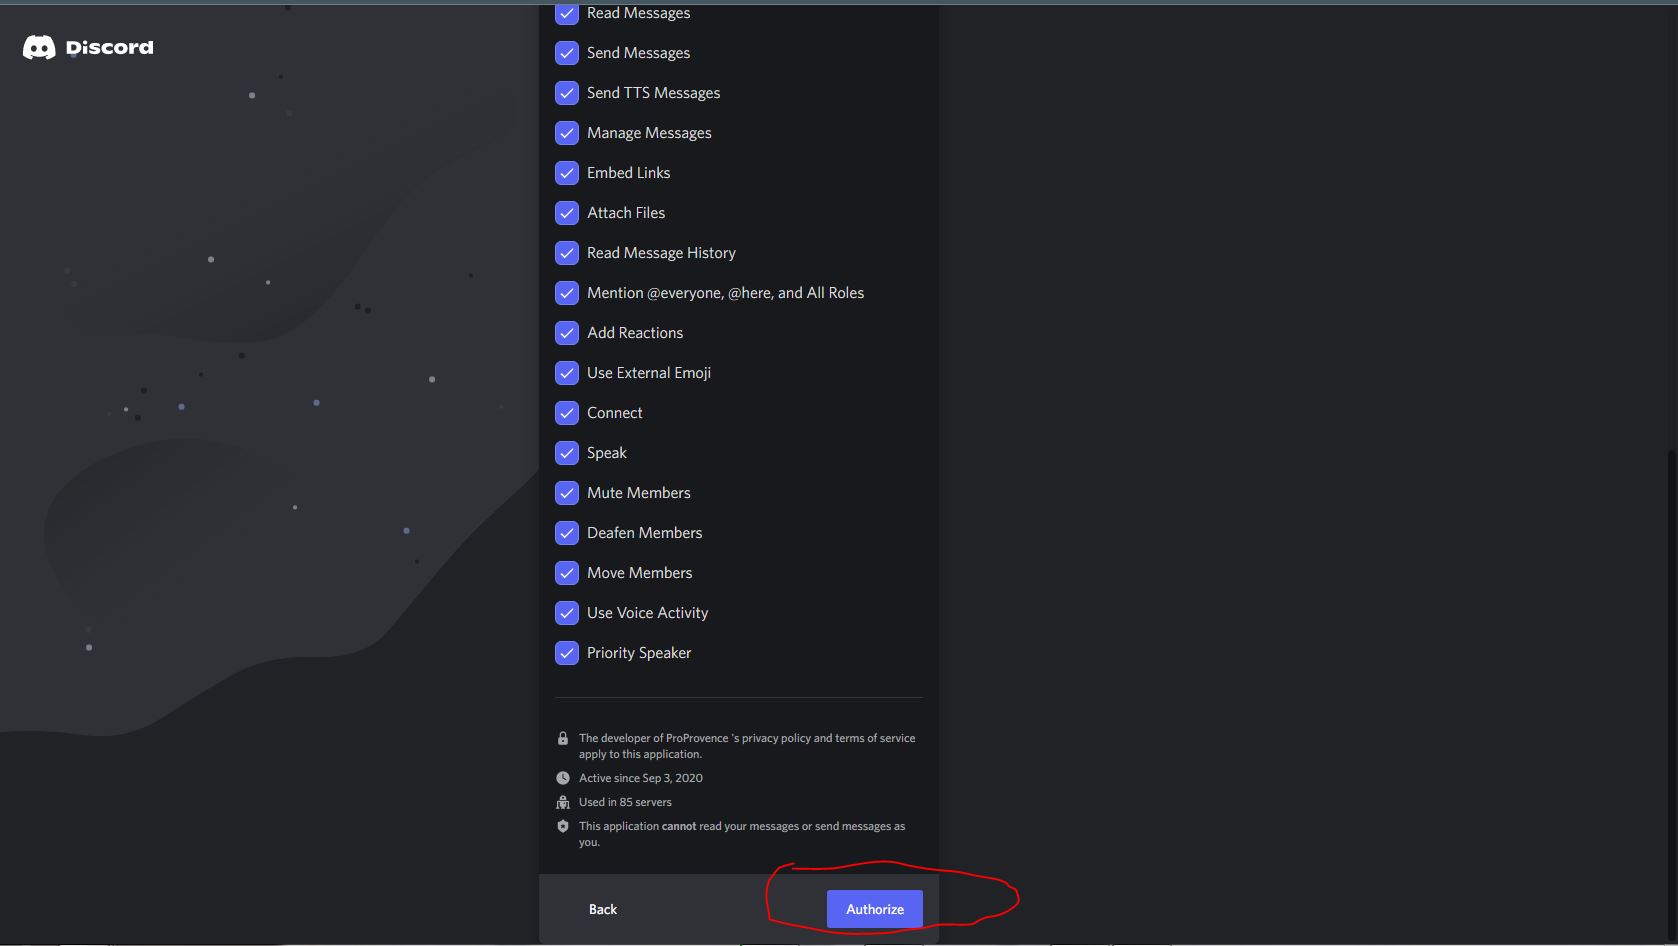 Discord
Read Messages
Send Messages
Send TTS Messages
Manage Messages
Embed Links
Attach Files
Read Message History
Mention @everyone, @here, and All Roles
Add Reactions
Use External Emoji
Connect
Speak
Mute Members
Deafen Members
Move Members
Use Voice Activity
Priority Speaker
The developer of ProProvence 's privacy policy and terms of service
apply to this application.
Active since Sep 3, 2020
Used in 85 servers
This application cannot read your messages or send messages as
you.
Back
Authorize